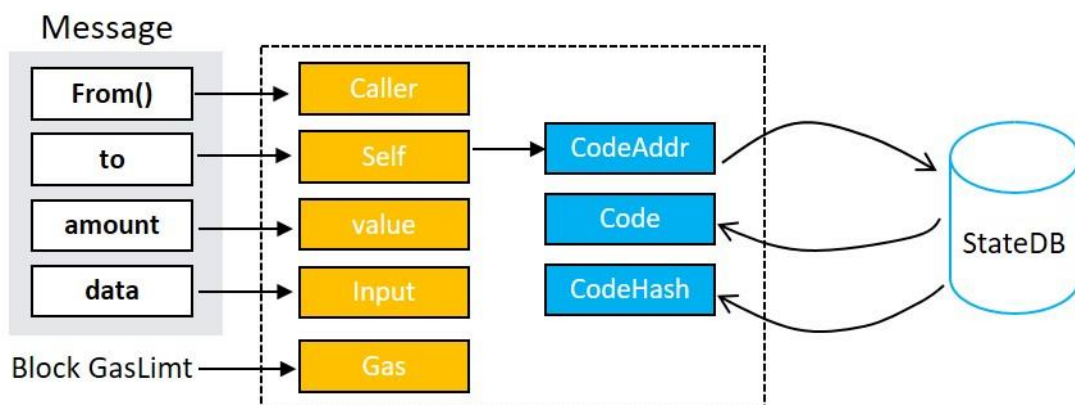 Message
From()
to
amount
data
Block GasLimt
Caller
Self
value
Input
Gas
CodeAddr
Code
CodeHash
StateDB